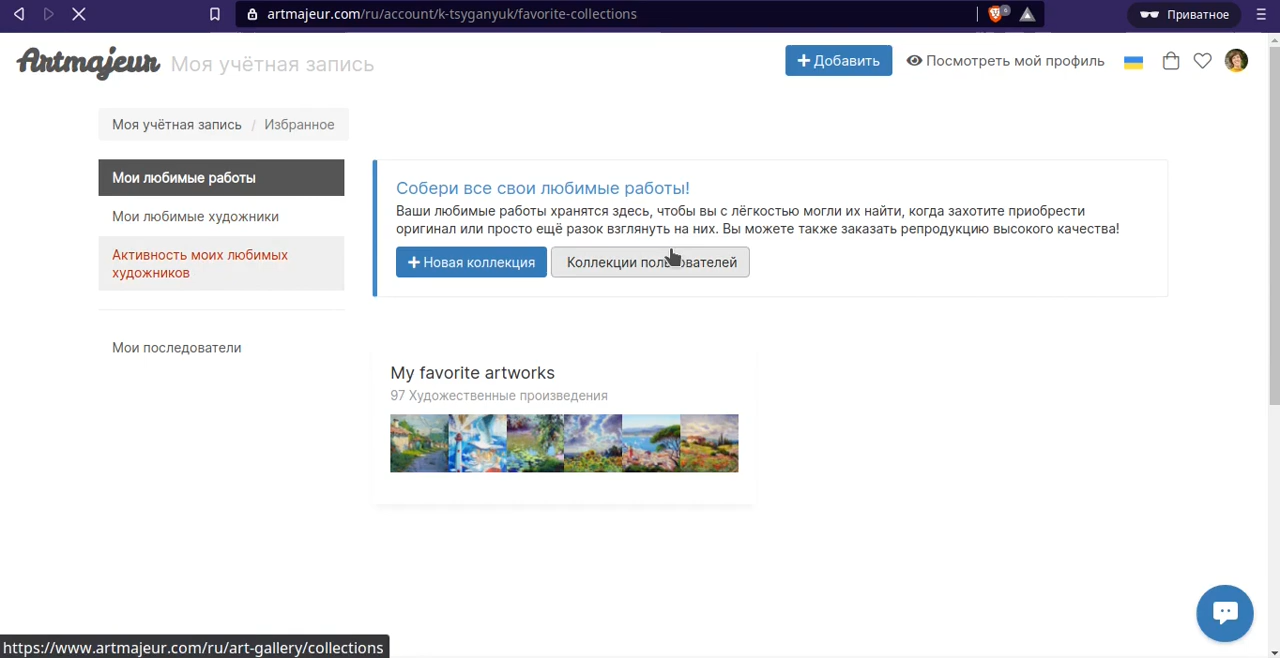 artmajeur.com/ru/account/k-tsyganyuk/favorite-collections
6
Приватное
Artmajeur Моя учётная запись
Добавить
Посмотреть мой профиль
Моя учётная запись / Избранное
Мои любимые работы
Мои любимые художники
Активность моих любимых
художников
Мои последователи
Собери все свои любимые работы!
Ваши любимые работы хранятся здесь, чтобы вы с лёгкостью могли их найти, когда захотите приобрести
оригинал или просто ещё разок взглянуть на них. Вы можете также заказать репродукцию высокого качества!
+ Новая коллекция
Коллекции пользователей
My favorite artworks
97 Художественные произведения
https://www.artmajeur.com/ru/art-gallery/collections